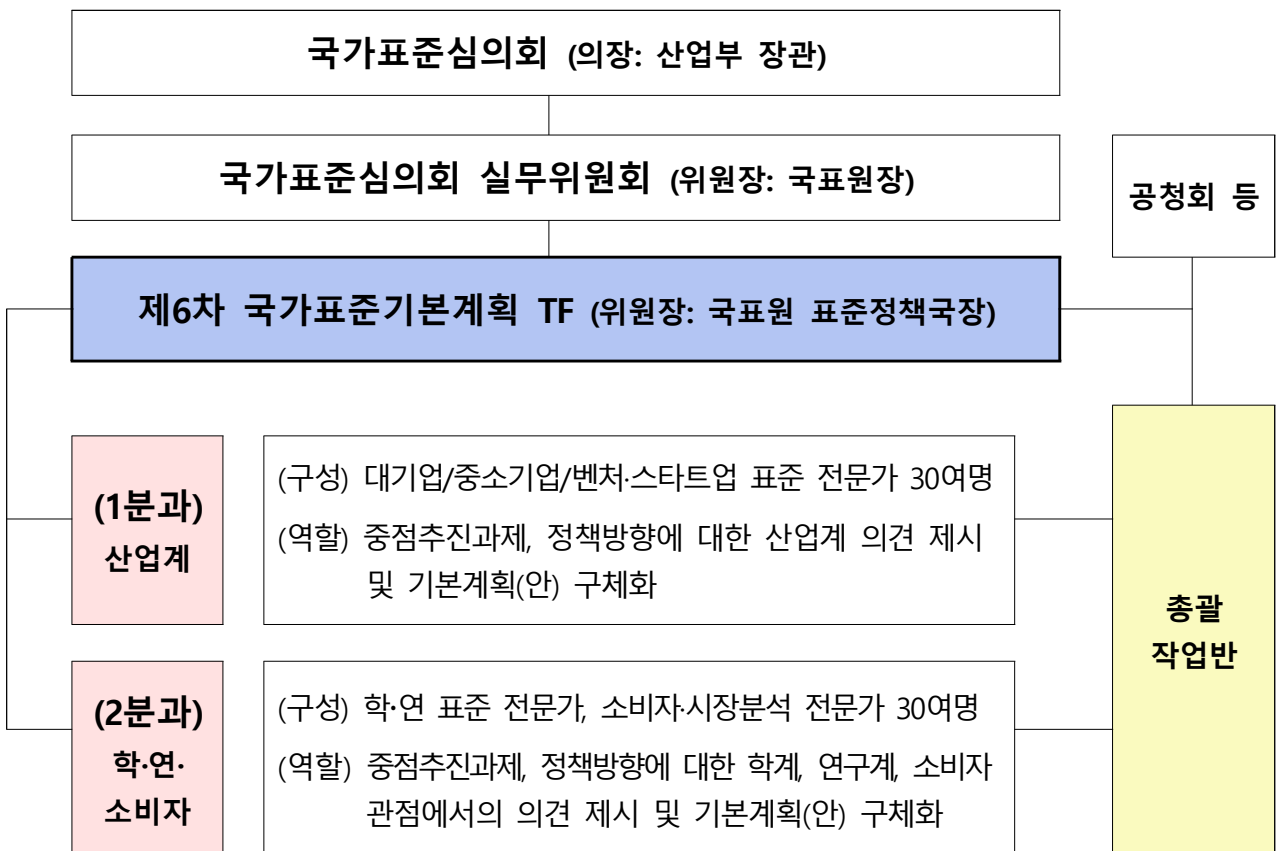 국가표준심의회 (의장: 산업부 장관)
국가표준심의회 실무위원회 (위원장: 국표원장)
공청회 등
제6차 국가표준기본계획 TF (위원장: 국표원 표준정책국장)
(1분과)
산업계
(구성) 대기업/중소기업/벤처·스타트업 표준 전문가 30여명
(역할) 중점추진과제, 정책방향에 대한 산업계 의견 제시
및 기본계획(안) 구체화
총괄
작업반
(2분과)
학·연·
소비자
(구성) 학·연 표준 전문가, 소비자·시장분석 전문가 30여명
(역할) 중점추진과제, 정책방향에 대한 학계, 연구계, 소비자
관점에서의 의견 제시 및 기본계획(안) 구체화